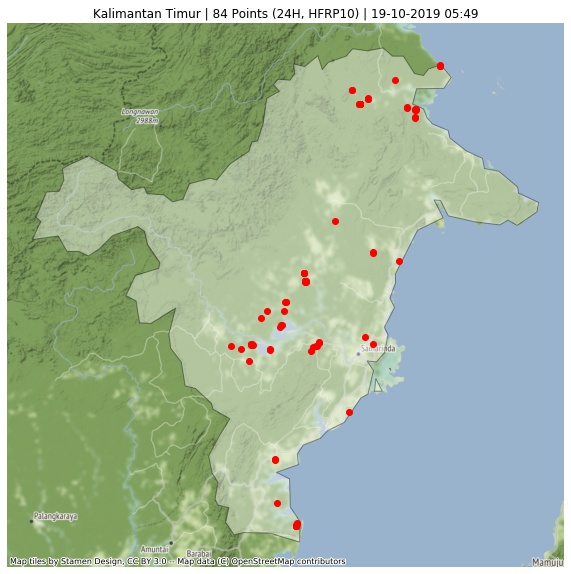 Kalimantan Timur | 84 Points (24H, HFRP10) | 19-10-2019 05:49
Longnawan
2988m
Samarinda
Palangkaraya
Amuntai
Barabai
Mamuju
Map tiles by Stamen Design, CC BY 3.0 -- Map data (C) OpenStreetMap contributors